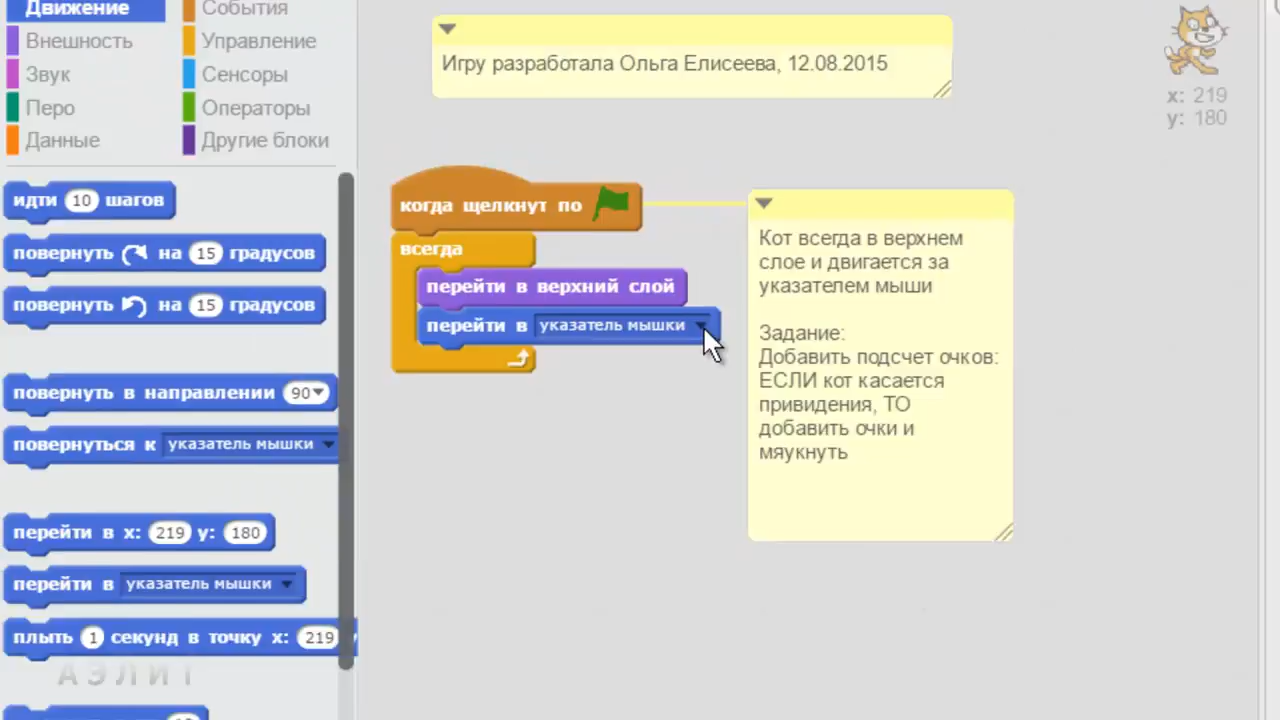 Движение
События
Внешность
Управление
Звук
Сенсоры
Перо
Операторы
Данные
Другие блоки
идти 10 шагов
повернуть на 15 градусов
повернуть на 15 градусов
повернуть в направлении 90
повернуться к указатель мышки
перейти в x: 219 y: 180
перейти в указатель мышки
плыть 1 секунд в точку x: 219
АЭЛИТ
Игру разработала Ольга Елисеева, 12.08.2015
когда щелкнут по
всегда
перейти в верхний слой
перейти в указатель мышки
Кот всегда в верхнем
слое и двигается за
указателем мыши
Задание:
Добавить подсчет очков:
ЕСЛИ кот касается
привидения, ТО
добавить очки и
мяукнуть
x: 219
y: 180